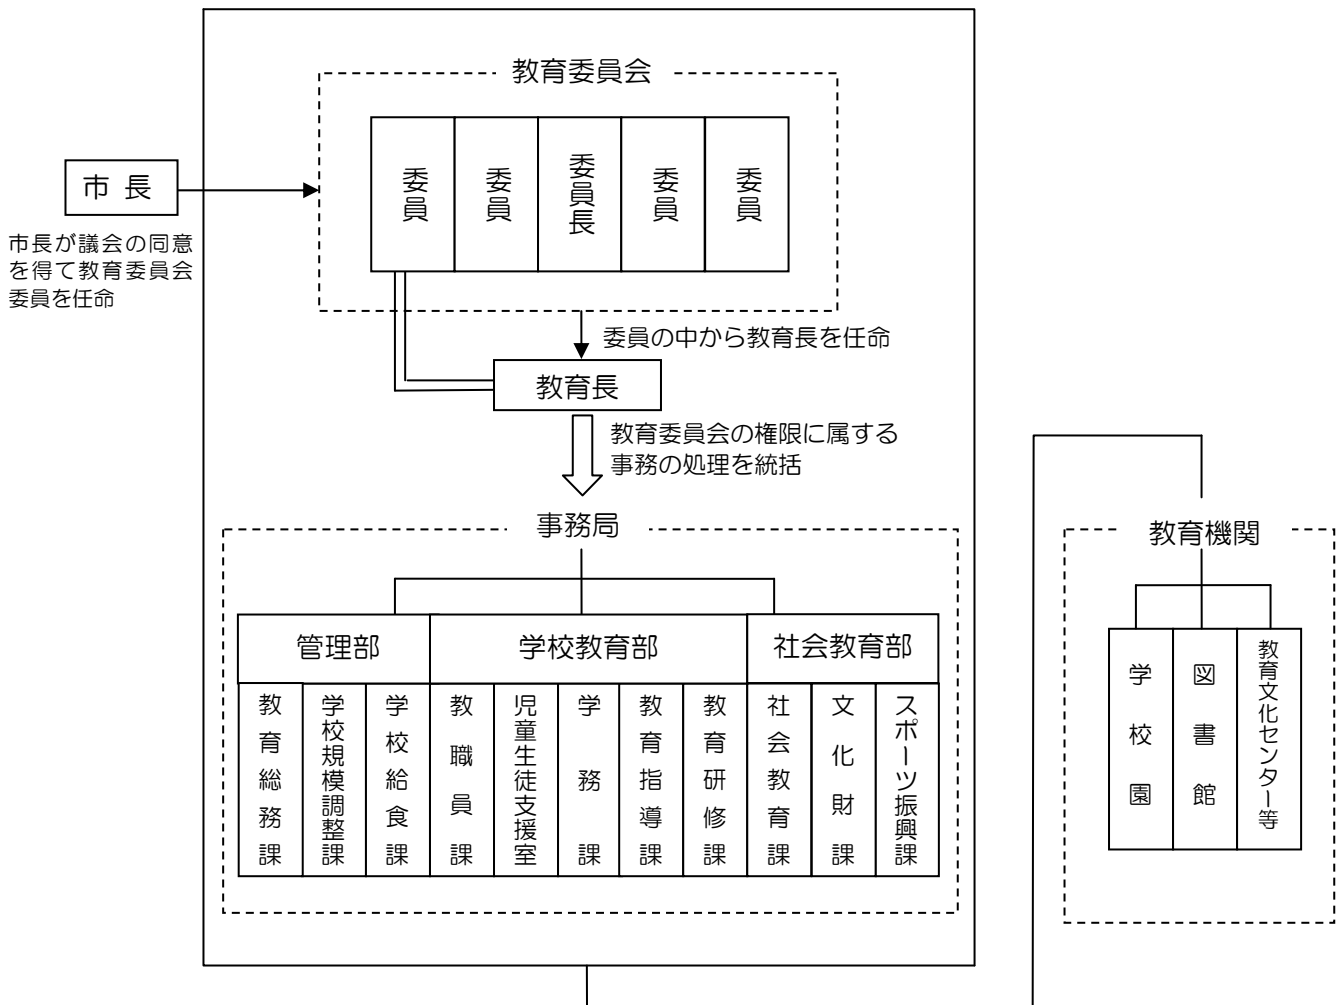 教育委員会
委員
委員
委員長
委員
委員
市 長
市長が議会の同意
を得て教育委員会
委員を任命
委員の中から教育長を任命
教育長
教育委員会の権限に属する
事務の処理を統括
事務局
管理部
学校教育部
社会教育部
教育総務課
学校規模調整課
学校給食課
教職員課
児童生徒支援室
学務課
教育指導課
教育研修課
社会教育課
文化財課
スポーツ振興課
教育機関
学校園
図書館
教育文化センター等